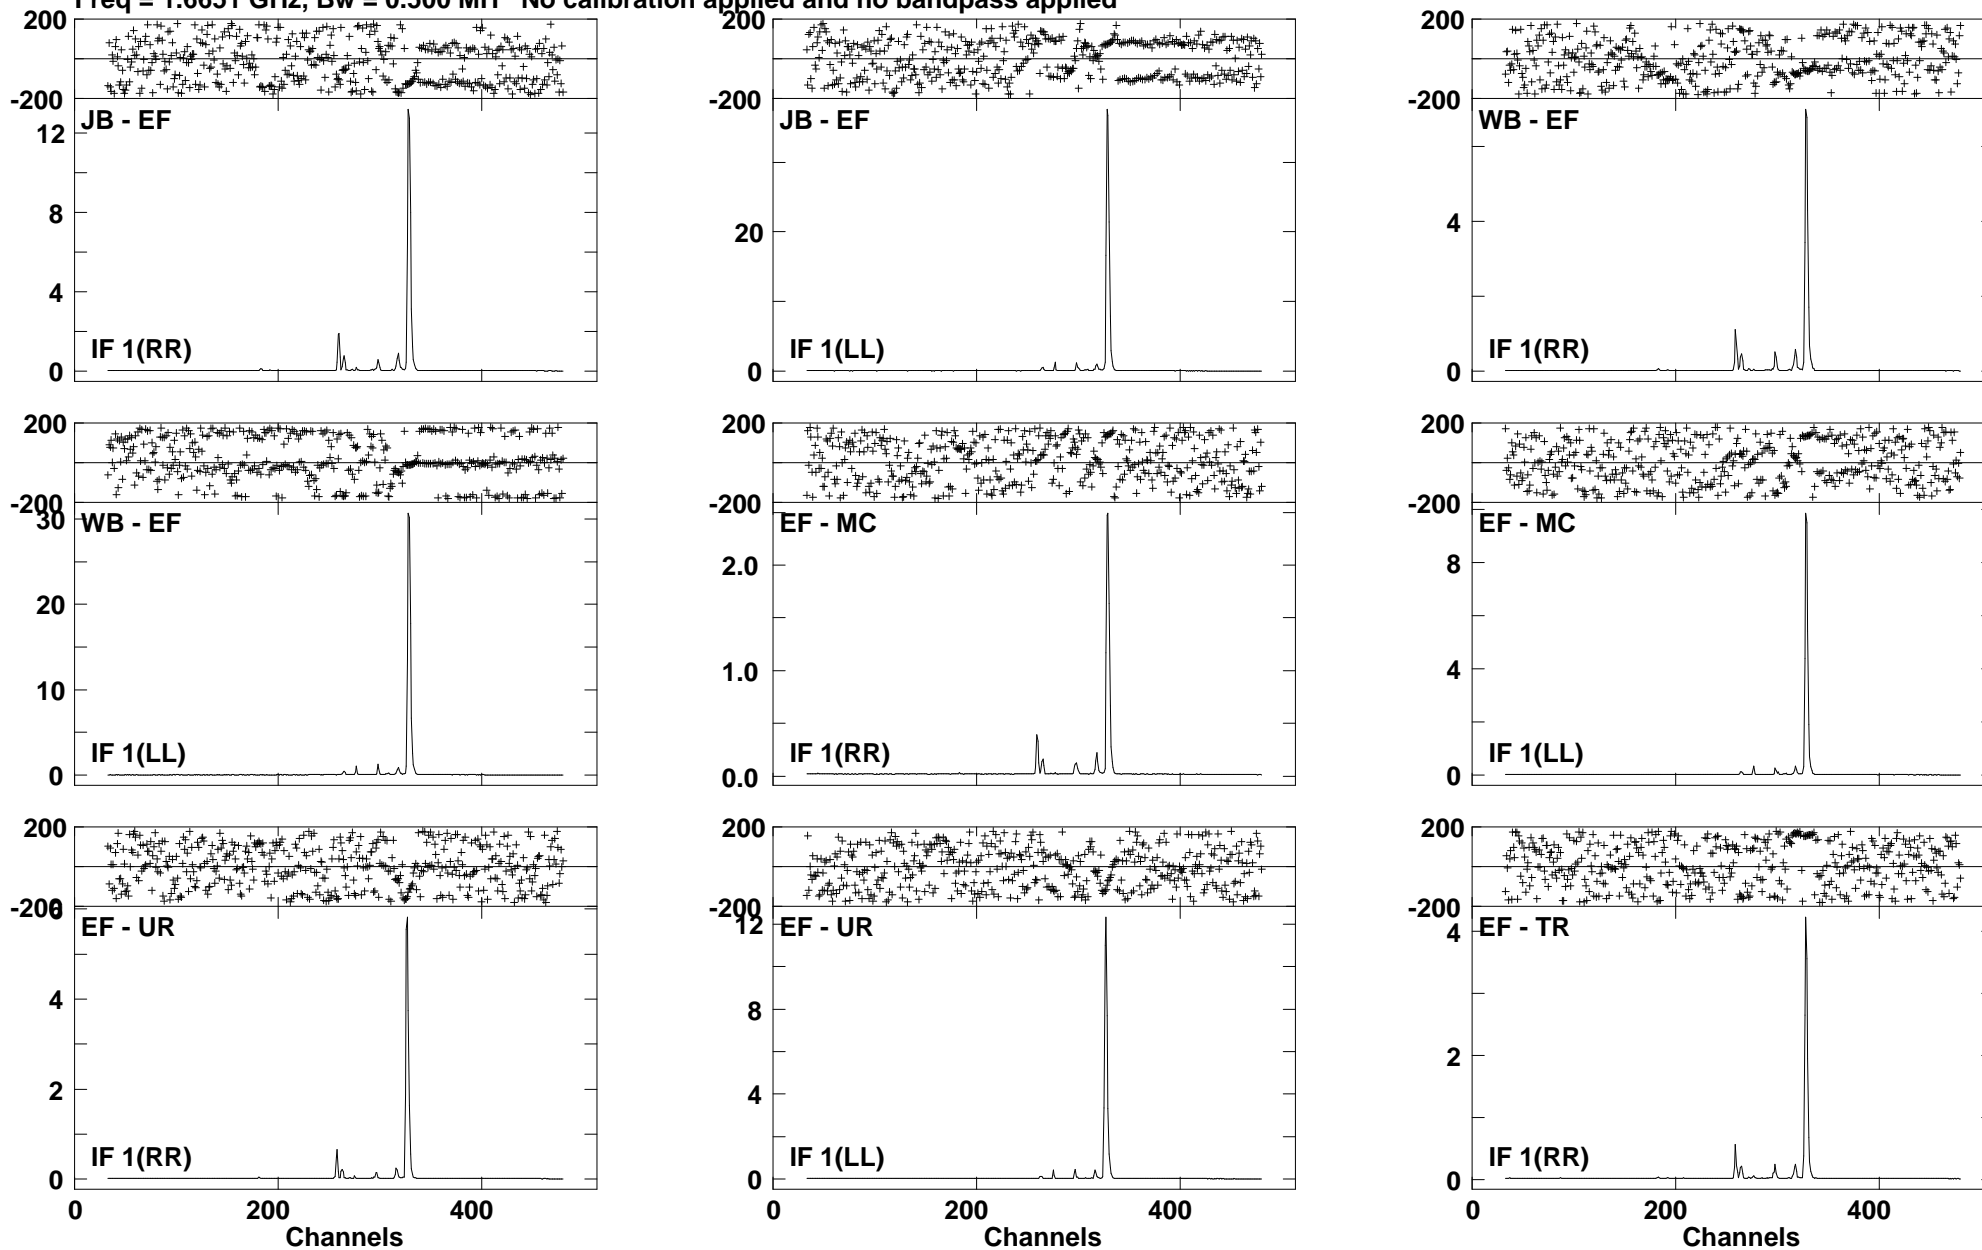 Freq = 1.6651 GHz, Bw = 0.500 MH No calibration applied and no bandpass applied
200 200 200
-200 -200 -200
JB - EF JB - EF WB - EF
12
8
20 4
4
IF 1(RR) IF 1(LL) IF 1(RR)
0 0 0
200 200 200
-200 -200 -200
30
WB - EF EF - MC EF - MC
2.0 8
20
1.0 4
10
IF 1(LL) IF 1(RR) IF 1(LL)
0 0.0 0
200 200 200
-200 -200 -200
6 12 4
EF - UR EF - UR EF - TR
4 8
2
2 4
IF 1(RR) IF 1(LL) IF 1(RR)
0 0 0
0 200 400 0 200 400 0 200 400
Channels Channels Channels